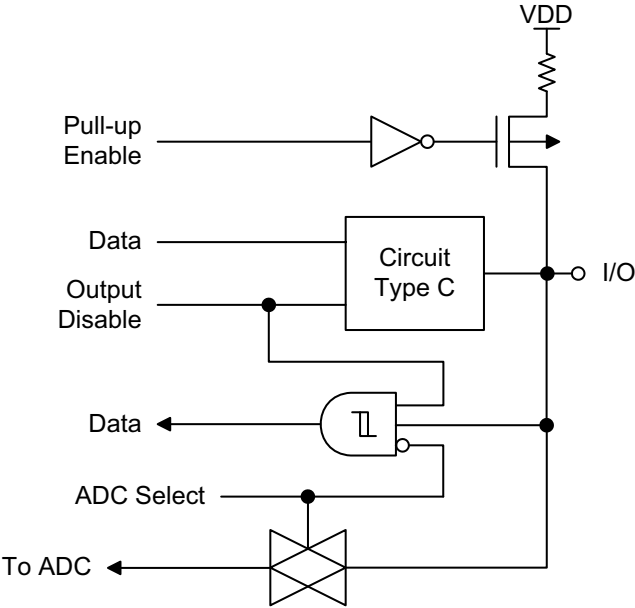 VDD
Pull-up
Enable
Data
Circuit
Type C
I/O
Output
Disable
Data
ADC Select
To ADC